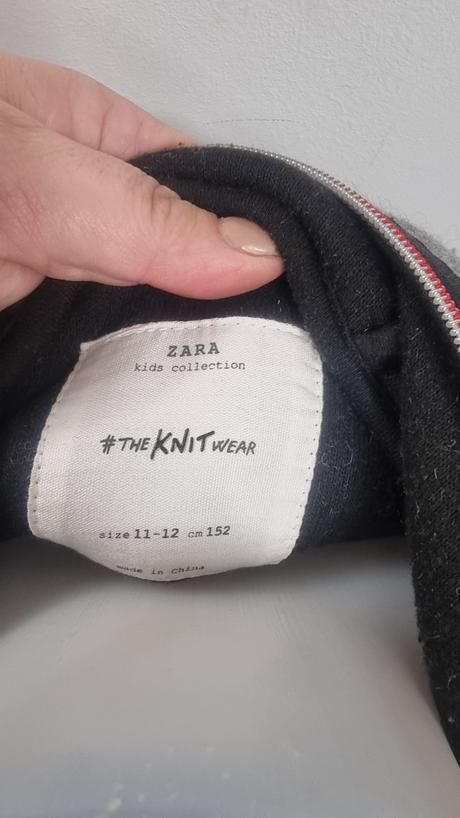 ZARA
kids collection
#THEKNITWEAR
size 11-12 cm 152
made in China